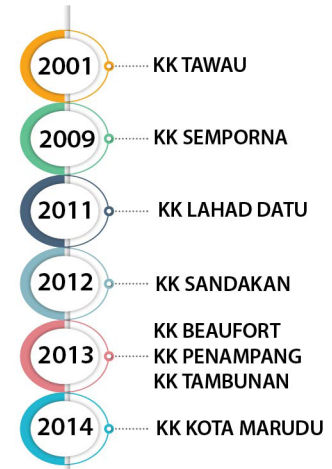 2001
KK TAWAU
2009
KK SEMPORNA
2011
KK LAHAD DATU
2012
KK SANDAKAN
2013
KK BEAUFORT
KK PENAMPANG
KK TAMBUNAN
2014
KK KOTA MARUDU